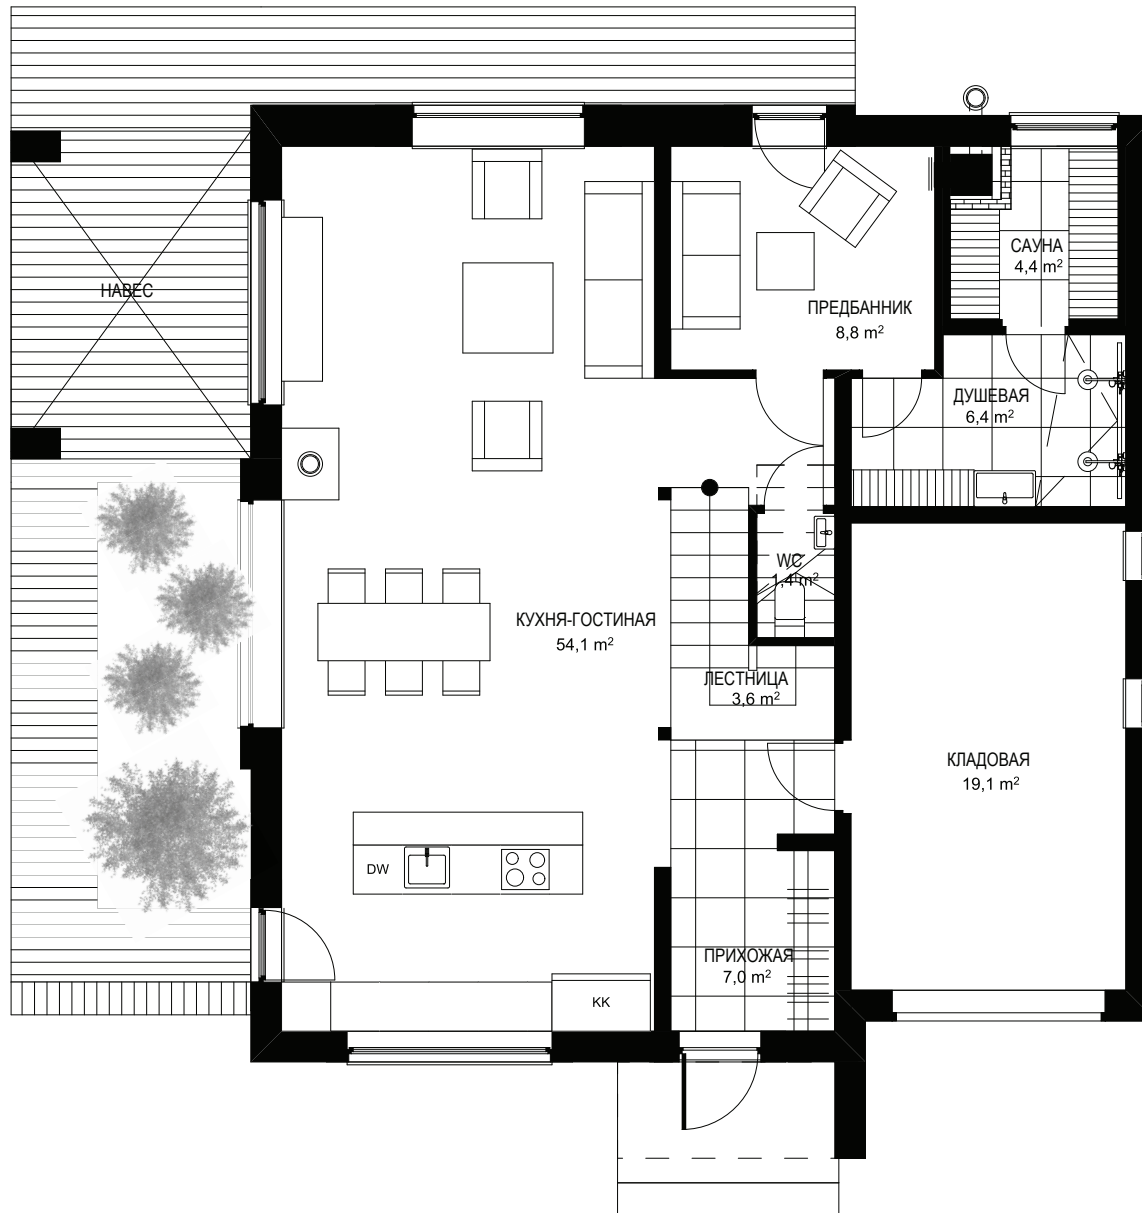 САУНА
4,4 m²
НАВЕС
ПРЕДБАННИК
8,8 m²
ДУШЕВАЯ
6,4 m²
WC
1,4 m²
КУХНЯ-ГОСТИНАЯ
54,1 m²
ЛЕСТНИЦА
3,6 m²
КЛАДОВАЯ
19,1 m²
DW
ПРИХОЖАЯ
7,0 m²
KK